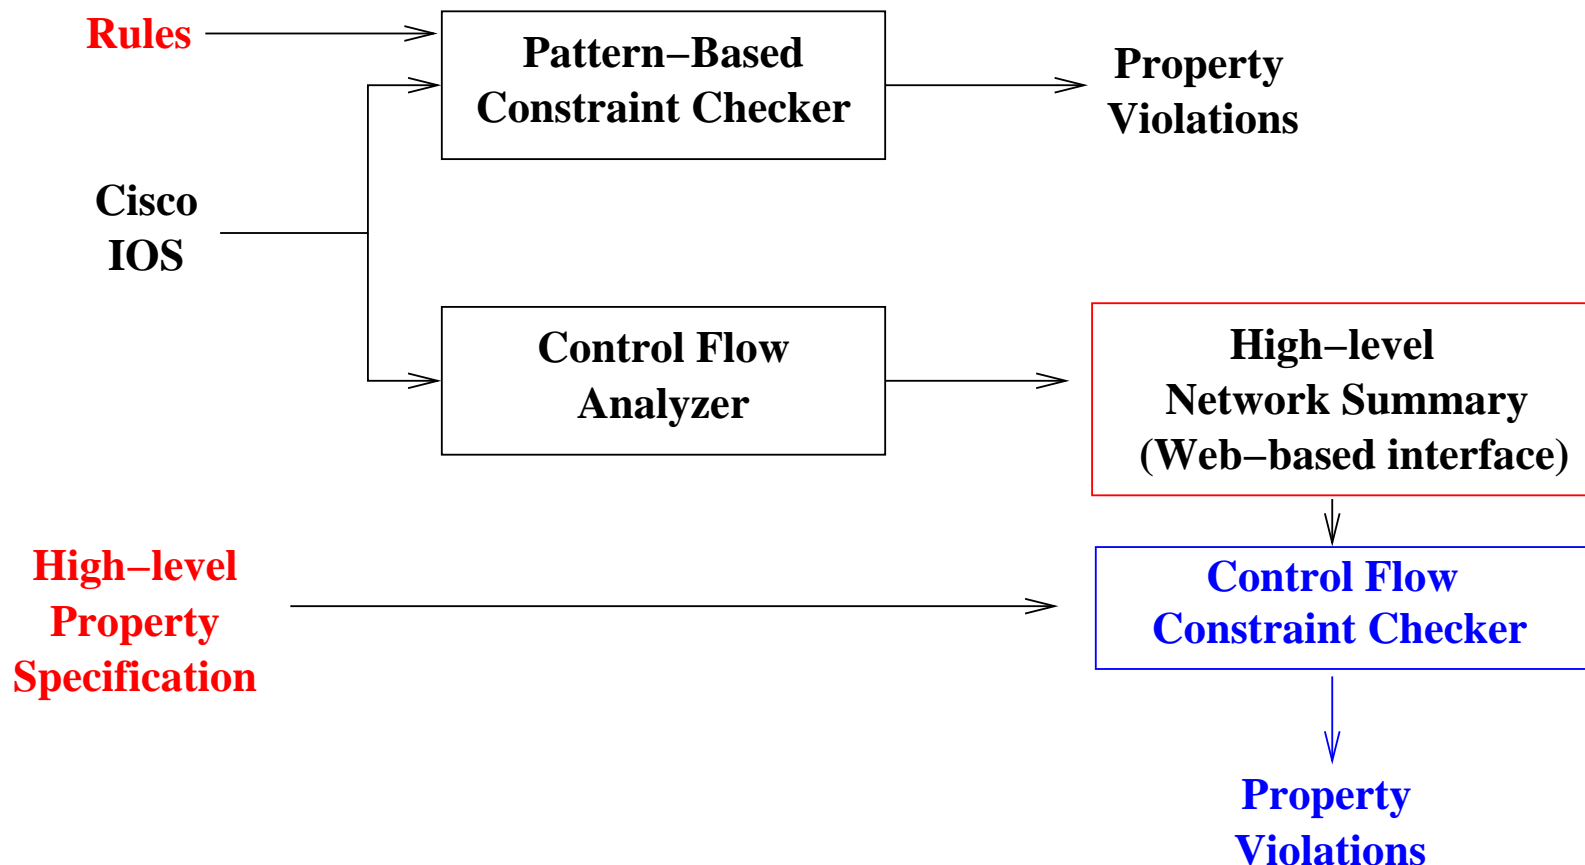 Rules
Pattern−Based
Constraint Checker
Property
Violations
Cisco
IOS
Control Flow
Analyzer
High−level
Network Summary
(Web−based interface)
High−level
Property
Specification
Control Flow
Constraint Checker
Property
Violations